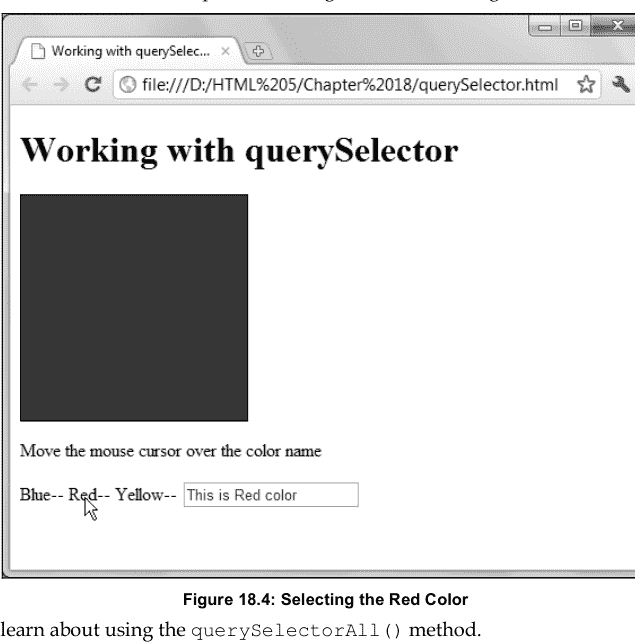 Working with querySelec...
file:///D:/HTML%205/Chapter%2018/querySelector.html
Working with querySelector
Move the mouse cursor over the color name
Blue-- Red-- Yellow-- This is Red color
Figure 18.4: Selecting the Red Color
learn about using the querySelectorAll() method.